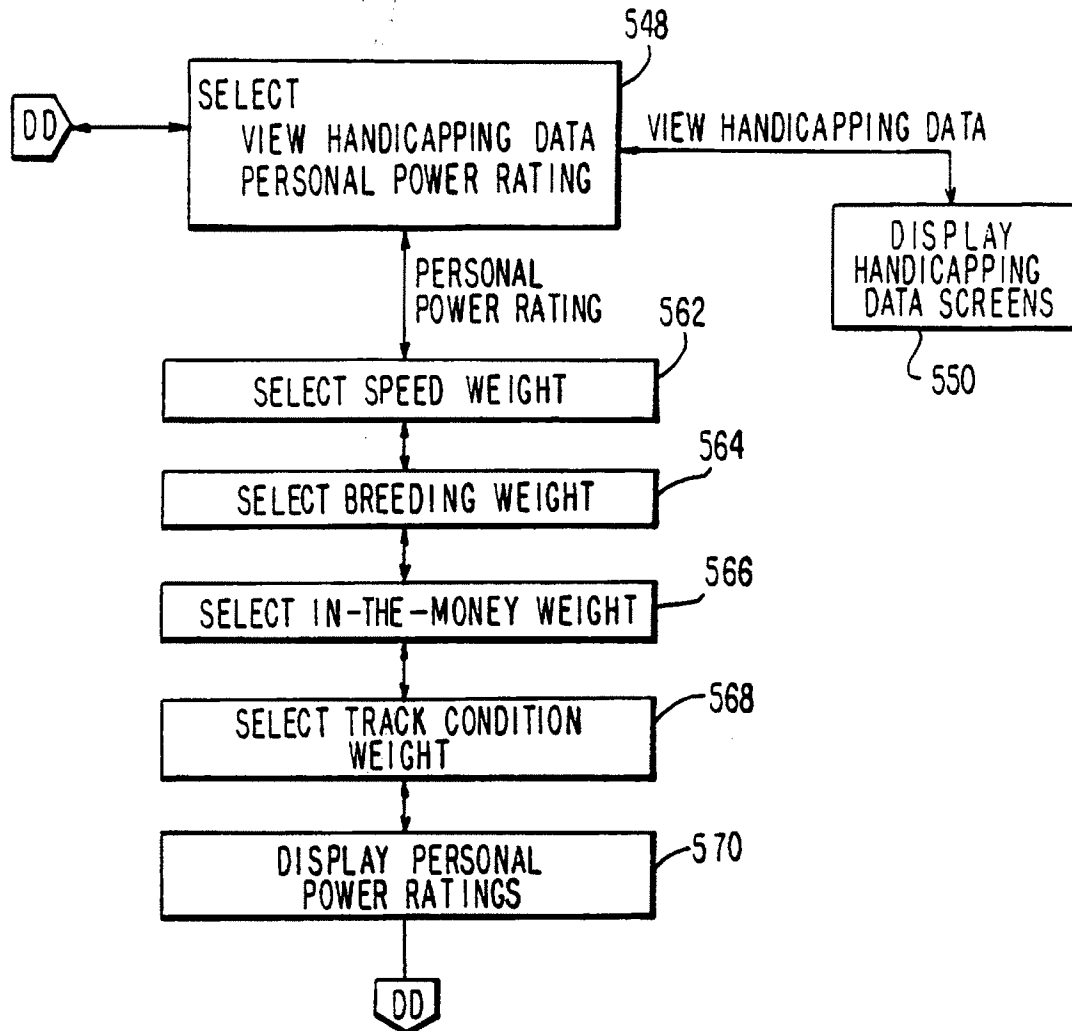 548
DD
SELECT
VIEW HANDICAPPING DATA
PERSONAL POWER RATING
VIEW HANDICAPPING DATA
DISPLAY
HANDICAPPING
DATA SCREENS
550
PERSONAL
POWER RATING
562
SELECT SPEED WEIGHT
564
SELECT BREEDING WEIGHT
566
SELECT IN-THE-MONEY WEIGHT
568
SELECT TRACK CONDITION
WEIGHT
570
DISPLAY PERSONAL
POWER RATINGS
DD